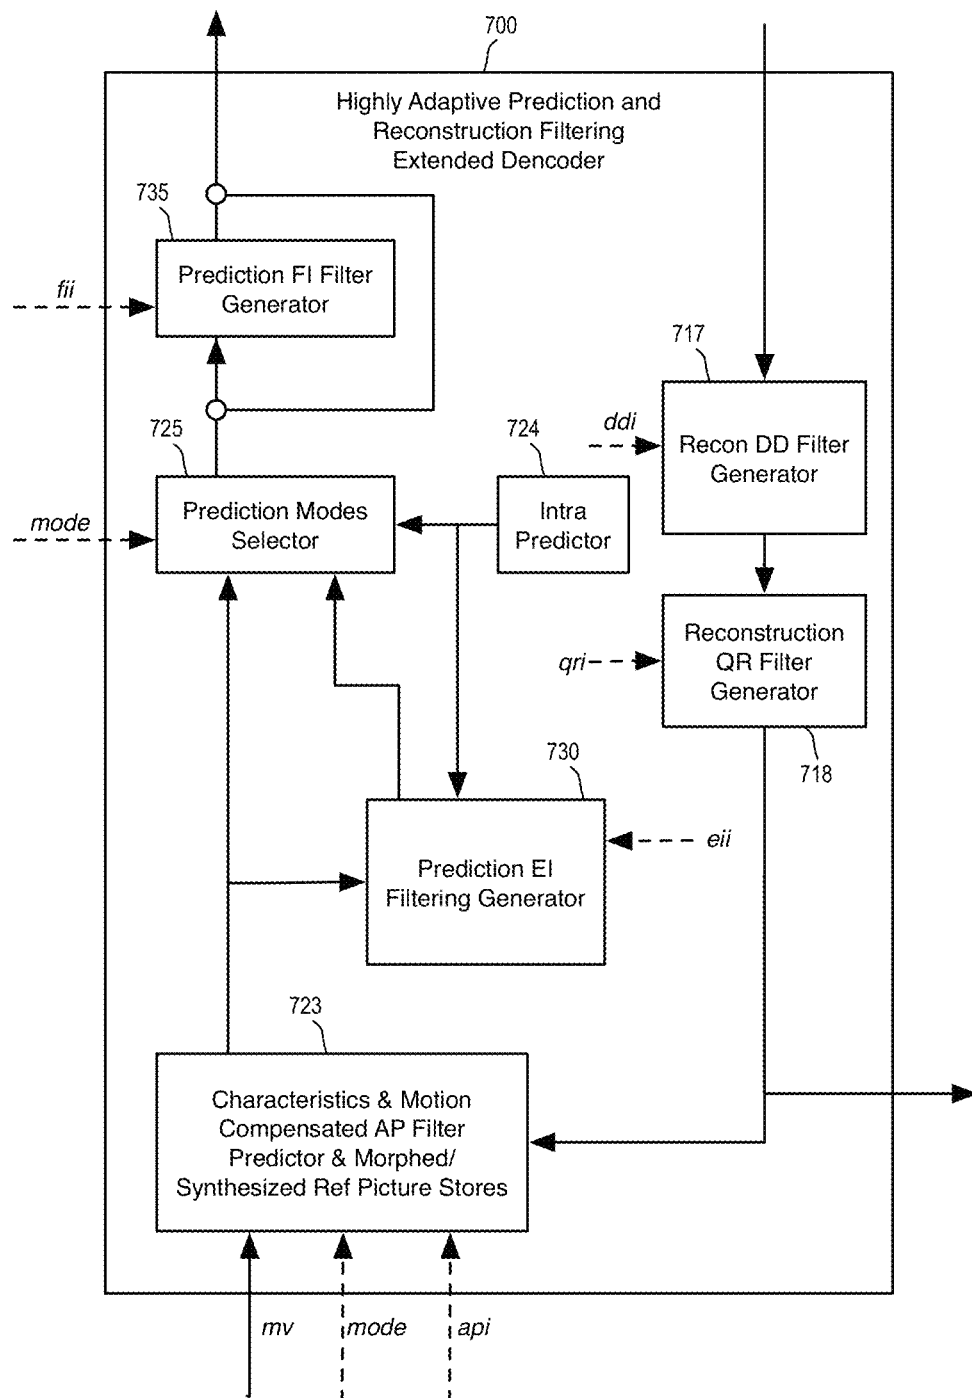 700
Highly Adaptive Prediction and
Reconstruction Filtering
Extended Dencoder
735
Prediction FI Filter
Generator
fii
717
Recon DD Filter
Generator
ddi
725
Prediction Modes
Selector
mode
724
Intra
Predictor
Reconstruction
QR Filter
Generator
qri
718
730
Prediction EI
Filtering Generator
eii
723
Characteristics & Motion
Compensated AP Filter
Predictor & Morphed/
Synthesized Ref Picture Stores
mv
mode
api